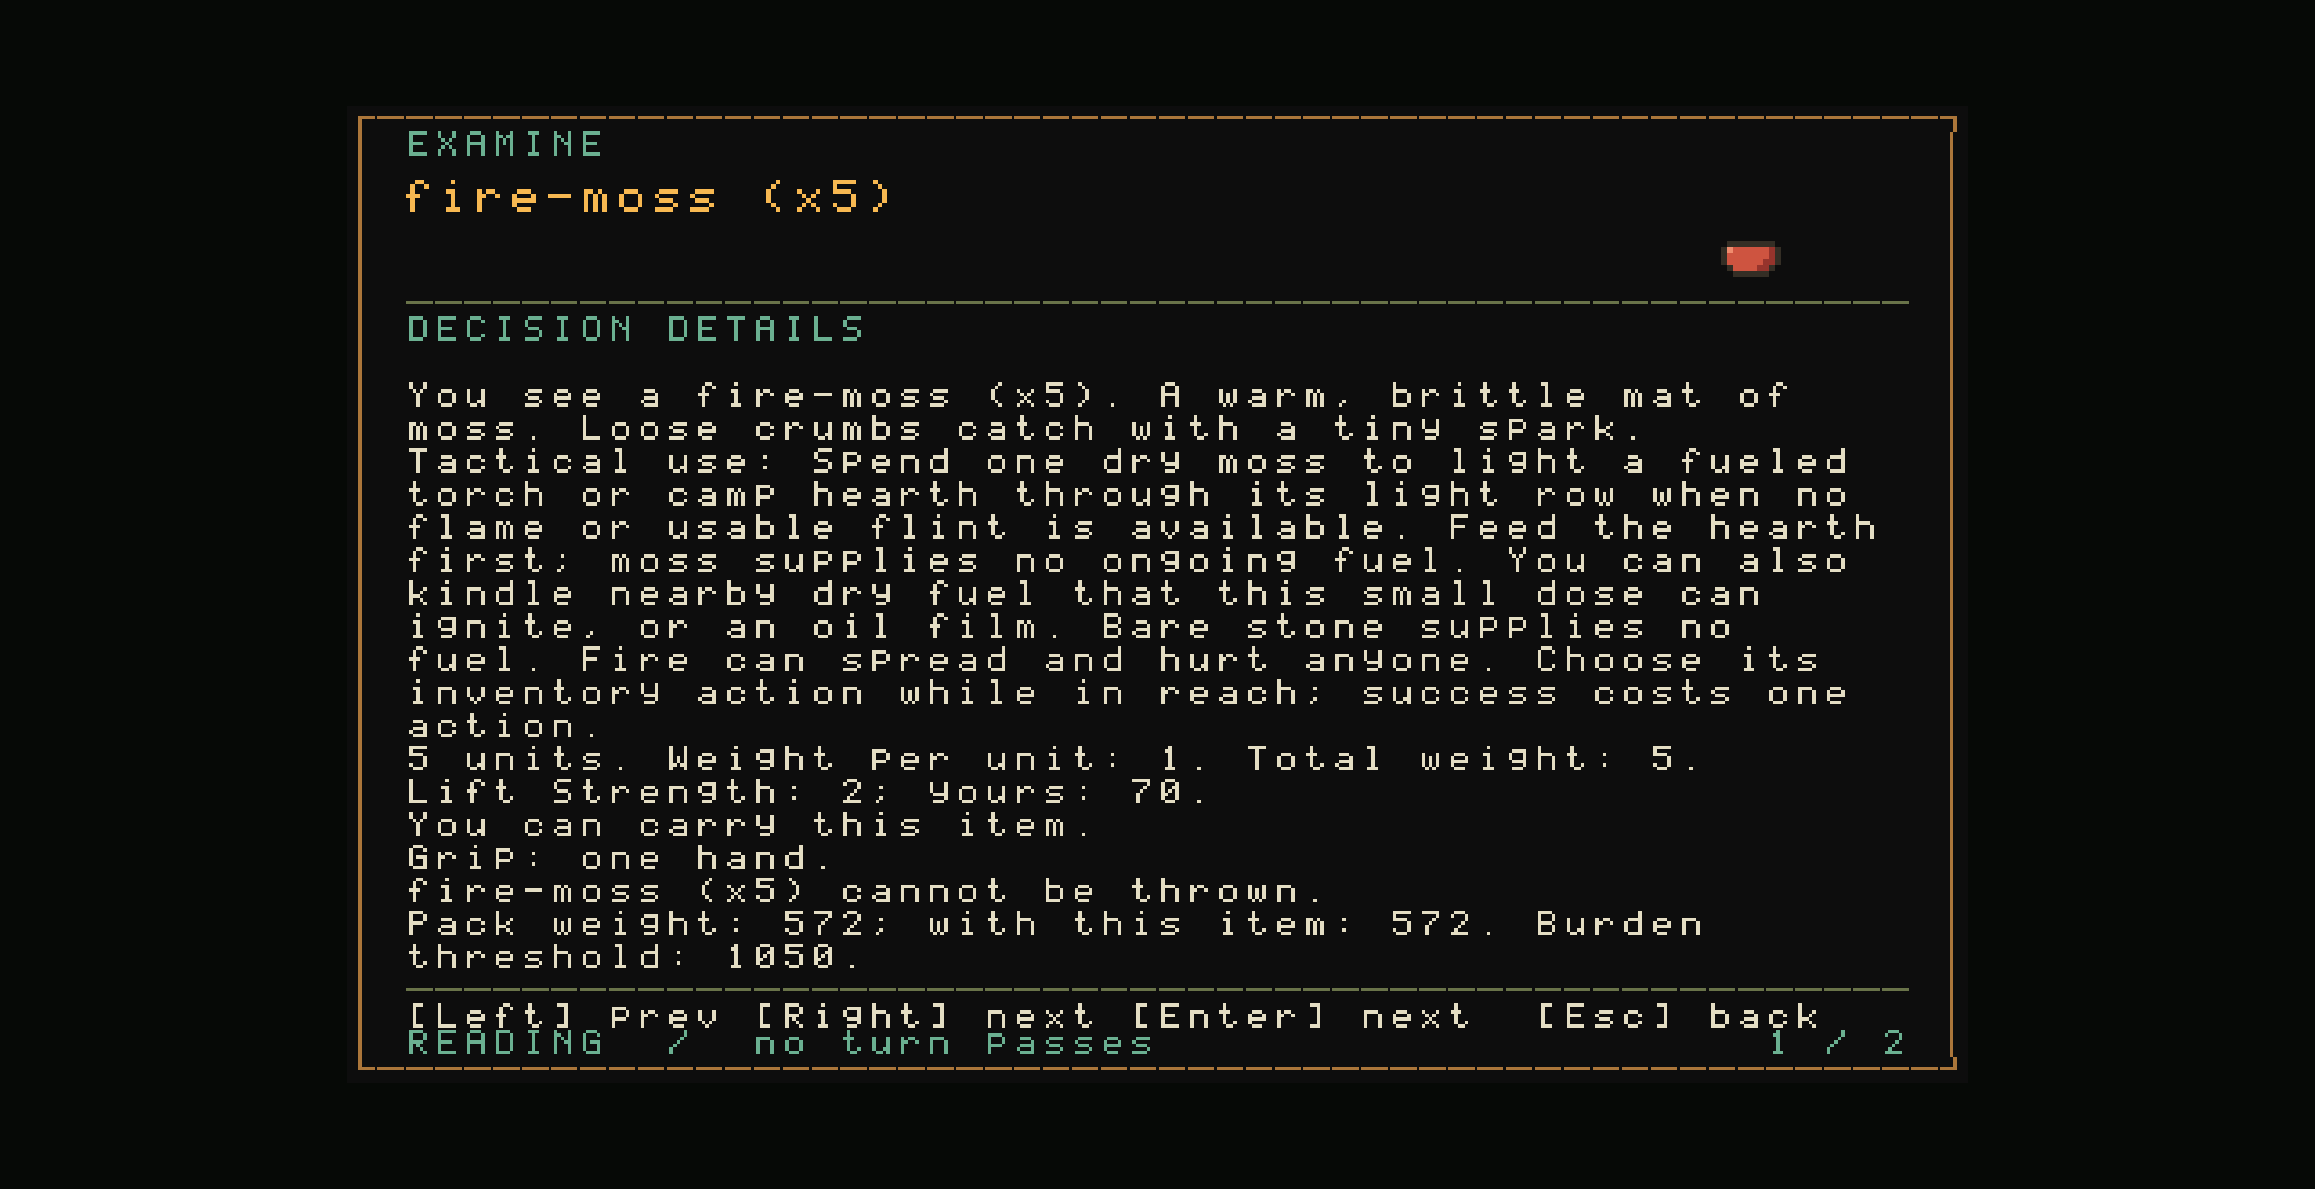 EXAMINE
fire-moss (x5)
DECISION DETAILS
You see a fire-moss (x5). A warm, brittle mat of
moss. Loose crumbs catch with a tiny spark.
Tactical use: Spend one dry moss to light a fueled
torch or camp hearth through its light row when no
flame or usable flint is available. Feed the hearth
first; moss supplies no ongoing fuel. You can also
kindle nearby dry fuel that this small dose can
ignite, or an oil film. Bare stone supplies no
fuel. Fire can spread and hurt anyone. Choose its
inventory action while in reach; success costs one
action.
5 units. Weight per unit: 1. Total weight: 5.
Lift Strength: 2; yours: 70.
You can carry this item.
Grip: one hand.
fire-moss (x5) cannot be thrown.
Pack weight: 572; with this item: 572. Burden
threshold: 1050.
[Left] prev [Right] next [Enter] next [Esc] back
READING / no turn passes 1 / 2